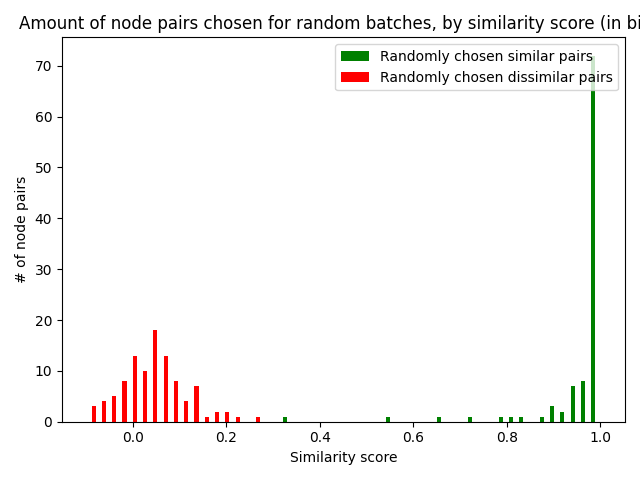 Amount of node pairs chosen for random batches, by similarity score (in bi
Randomly chosen similar pairs
Randomly chosen dissimilar pairs
# of node pairs
70
60
50
40
30
20
10
0
0.0 0.2 0.4 0.6 0.8 1.0
Similarity score